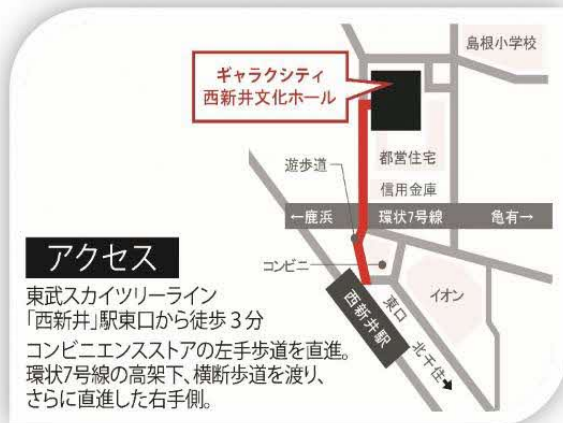 島根小学校
ギャラクシティ
西新井文化ホール
都営住宅
遊歩道
信用金庫
←鹿浜 環状7号線 亀有→
コンビニ
イオン
東口
西新井駅
北千住
アクセス
東武スカイツリーライン
「西新井」駅東口から徒歩3分
コンビニエンスストアの左手歩道を直進。
環状7号線の高架下、横断歩道を渡り、
さらに直進した右手側。